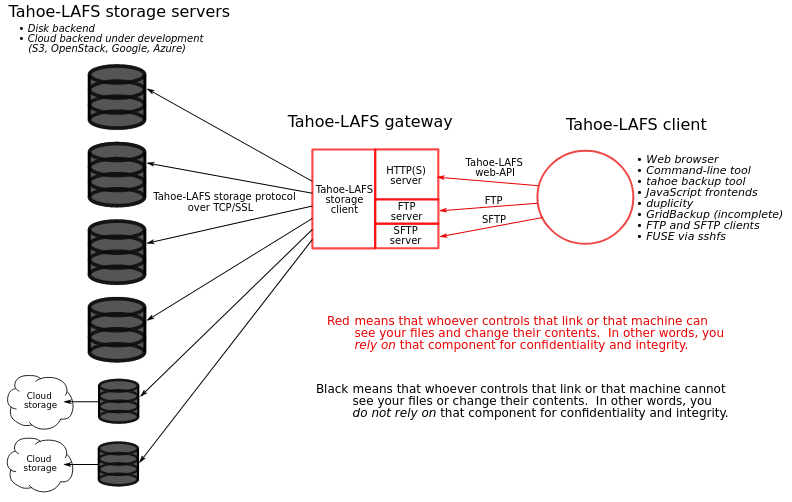 Tahoe-LAFS storage servers
• Disk backend
• Cloud backend under development
(S3, OpenStack, Google, Azure)
Tahoe-LAFS gateway
Tahoe-LAFS client
Tahoe-LAFS storage protocol
over TCP/SSL
Tahoe-LAFS
storage
client
HTTP(S)
server
FTP
server
SFTP
server
Tahoe-LAFS
web-API
FTP
SFTP
• Web browser
• Command-line tool
• tahoe backup tool
• JavaScript frontends
• duplicity
• GridBackup (incomplete)
• FTP and SFTP clients
• FUSE via sshfs
Red means that whoever controls that link or that machine can
see your files and change their contents.  In other words, you
rely on that component for confidentiality and integrity.
Black means that whoever controls that link or that machine cannot
see your files or change their contents.  In other words, you
do not rely on that component for confidentiality and integrity.
Cloud
storage
Cloud
storage